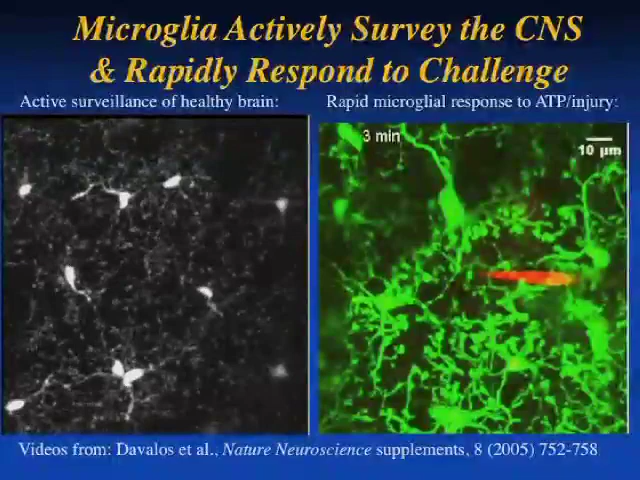 Microglia Actively Survey the CNS
& Rapidly Respond to Challenge
Active surveillance of healthy brain:
Rapid microglial response to ATP/injury:
3 min
10 µm
Videos from: Davalos et al., Nature Neuroscience supplements, 8 (2005) 752-758